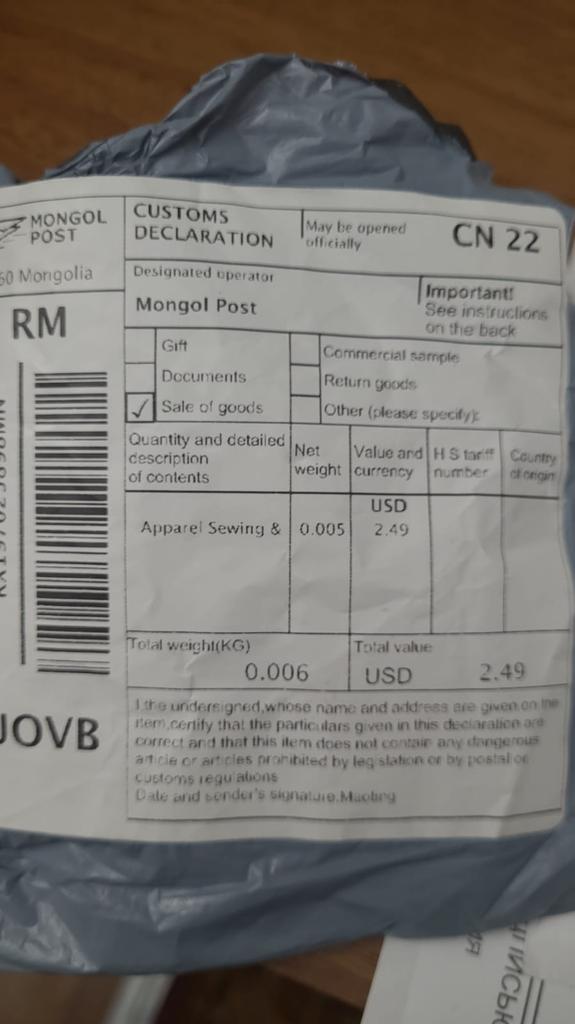 MONGOL
POST
60 Mongolia
RM
JOVB
CUSTOMS
DECLARATION
May be opened
officially
CN 22
Designated operator
Mongol Post
Important!
See instructions
on the back
Gift
Documents
✓ Sale of goods
Commercial sample
Return goods
Other (please specify):
Quantity and detailed
description
of contents
Net
weight
Value and
currency
H S tariff
number
Country
of origin
Apparel Sewing &
0.005
USD
2.49
Total weight(KG)
0.006
Total value
USD 2.49
I the undersigned,whose name and address are given on the
item,certify that the particulars given in this declaration are
correct and that this item does not contain any dangerous
article or articles prohibited by legislation or by postal or
customs regulations
Date and sender's signature.